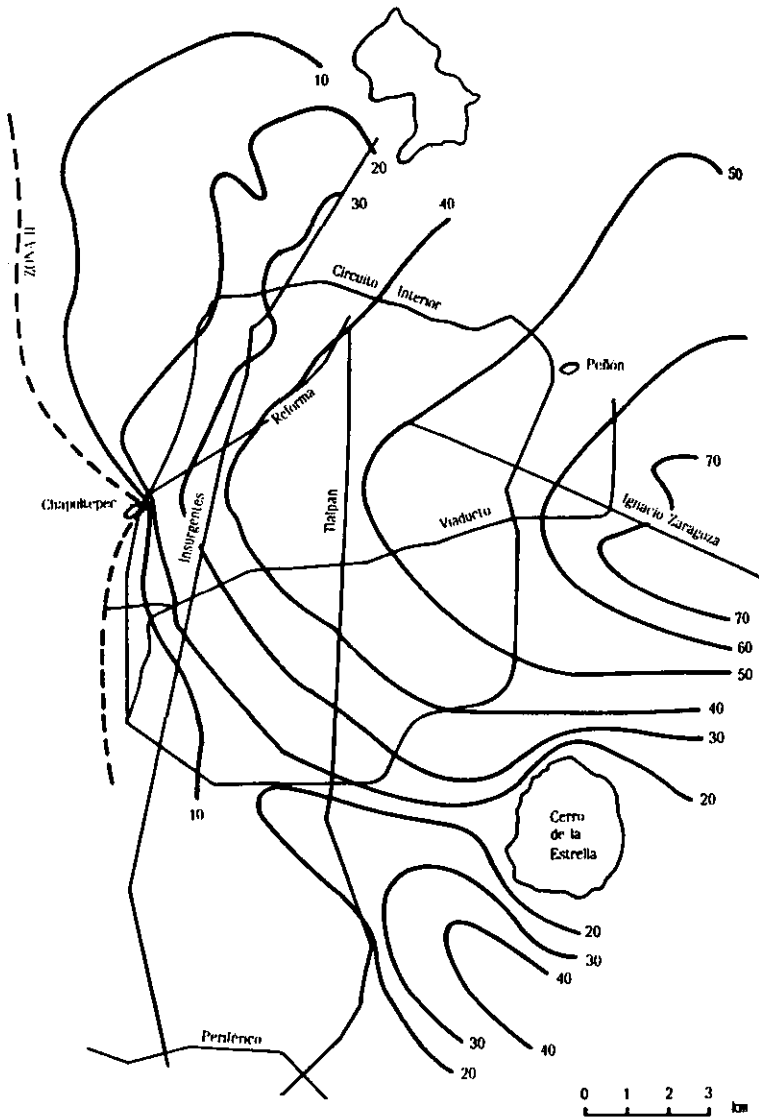 10
20
30
40
50
ZONA II
Circuito Interior
Peñón
Reforma
70
Chapultepec
Insurgentes
Tlalpan
Viaducto
Ignacio Zaragoza
70
60
50
40
30
20
10
Cerro
de la
Estrella
20
30
40
30
40
20
Periférico
0 1 2 3
km